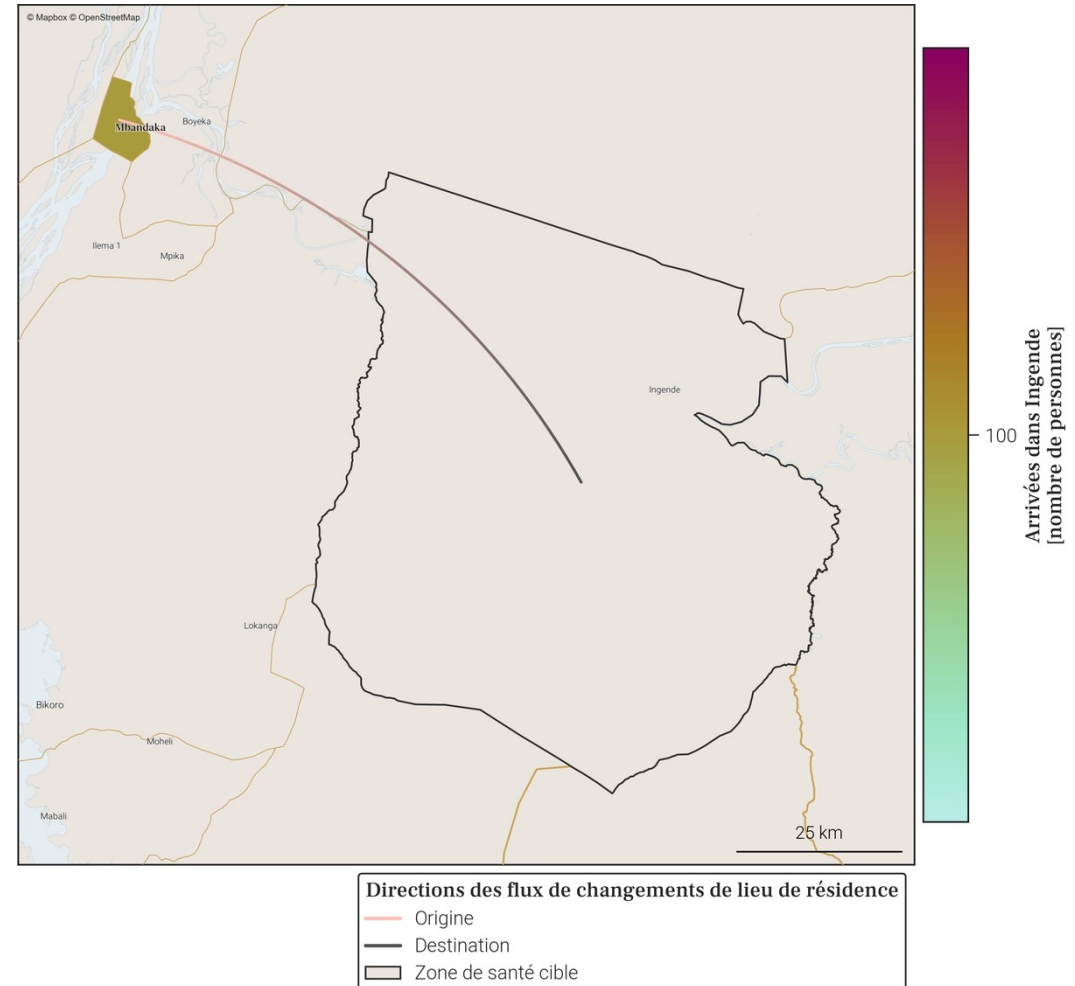 © Mapbox © OpenStreetMap
Mbandaka
Boyeka
Ilema 1
Mpika
Ingende
Lokanga
Bikoro
Moheli
Mabali
25 km
100
Arrivées dans Ingende
[nombre de personnes]
Directions des flux de changements de lieu de résidence
Origine
Destination
Zone de santé cible